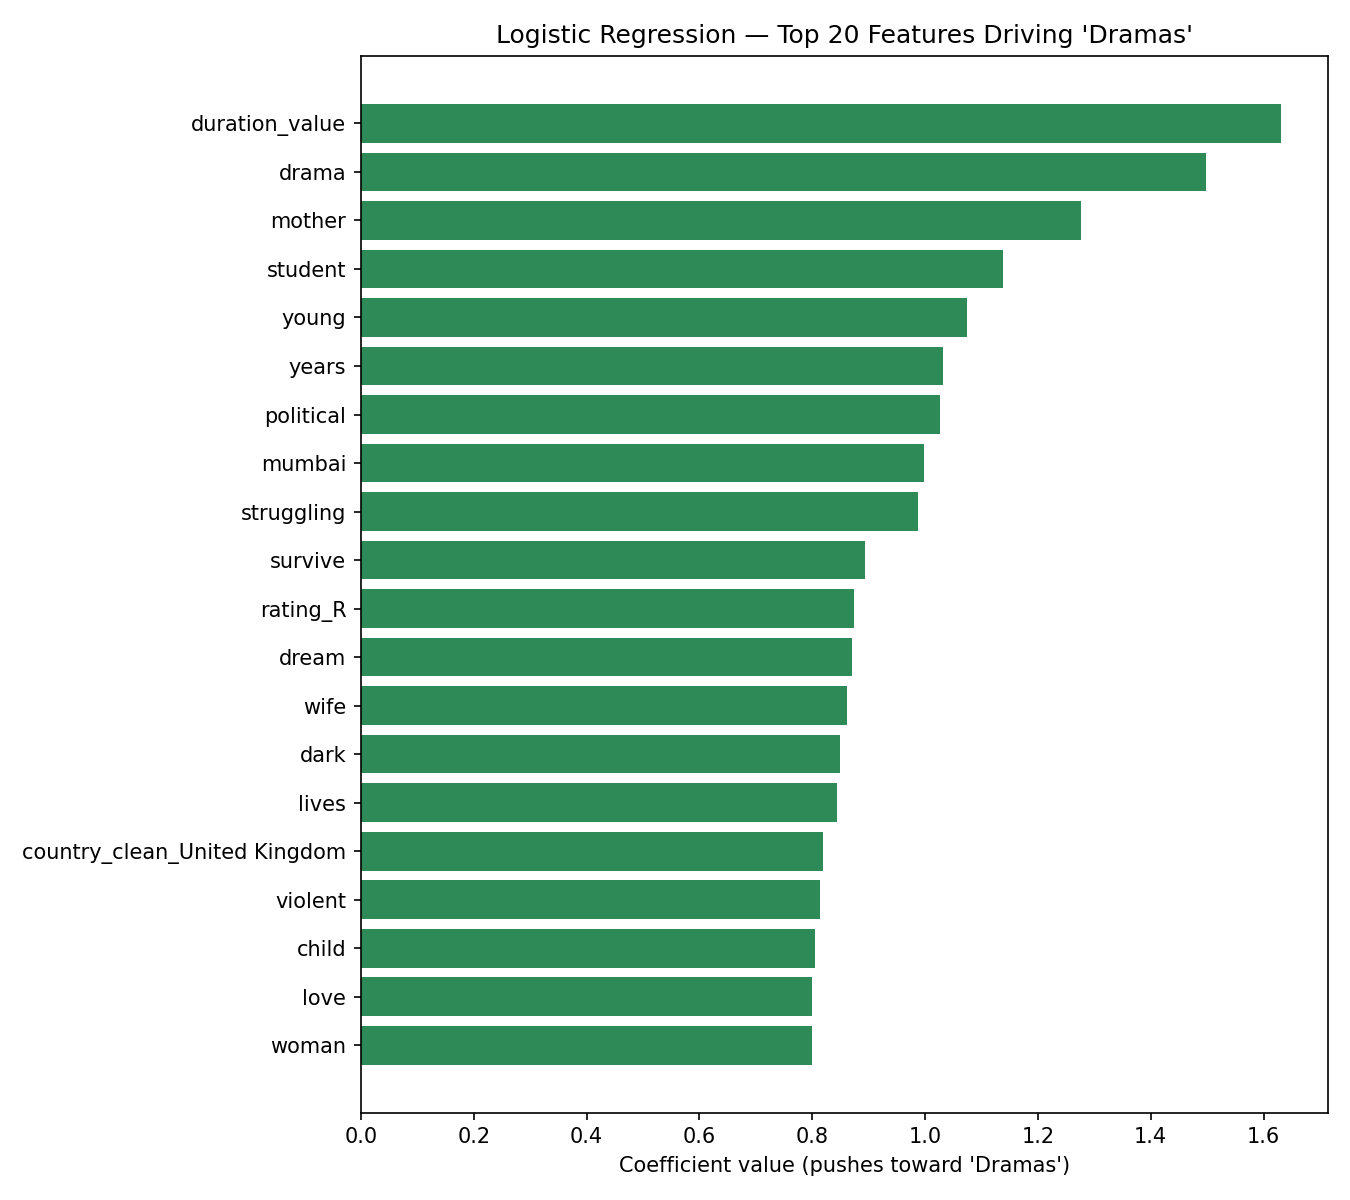 Logistic Regression — Top 20 Features Driving 'Dramas'
duration_value
drama
mother
student
young
years
political
mumbai
struggling
survive
rating_R
dream
wife
dark
lives
country_clean_United Kingdom
violent
child
love
woman
0.0 0.2 0.4 0.6 0.8 1.0 1.2 1.4 1.6
Coefficient value (pushes toward 'Dramas')